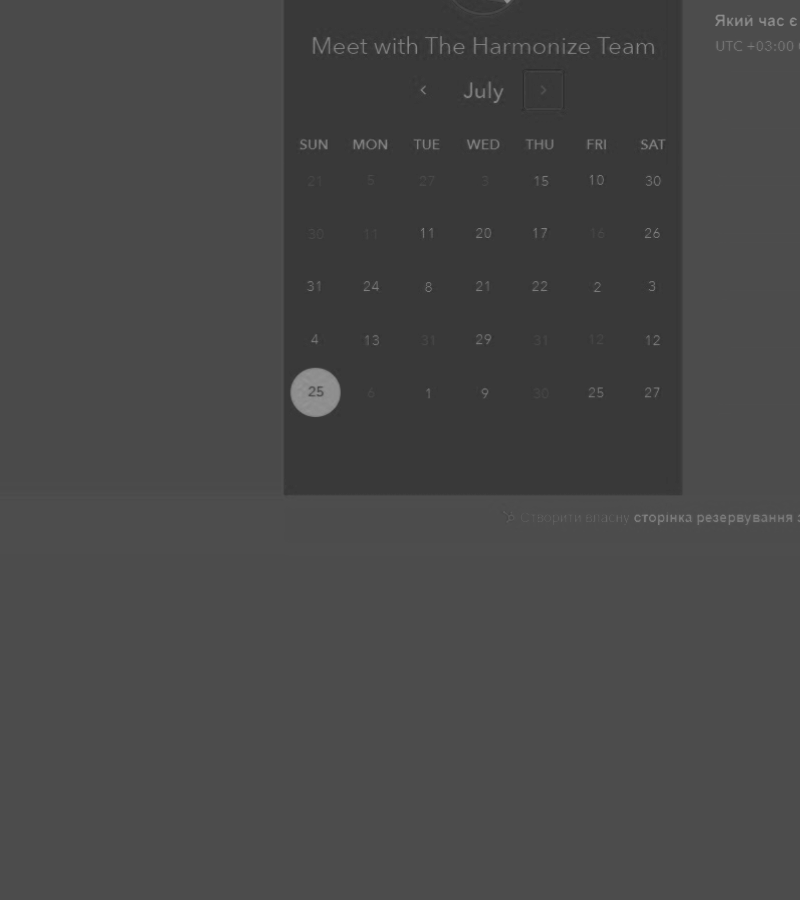 Meet with The Harmonize Team
Який час є
UTC +03:00
‹ July ›
SUN MON TUE WED THU FRI SAT
21 5 27 3 15 10 30
30 11 11 20 17 16 26
31 24 8 21 22 2 3
4 13 31 29 31 12 12
25 6 1 9 30 25 27
Створити власну сторінка резервування